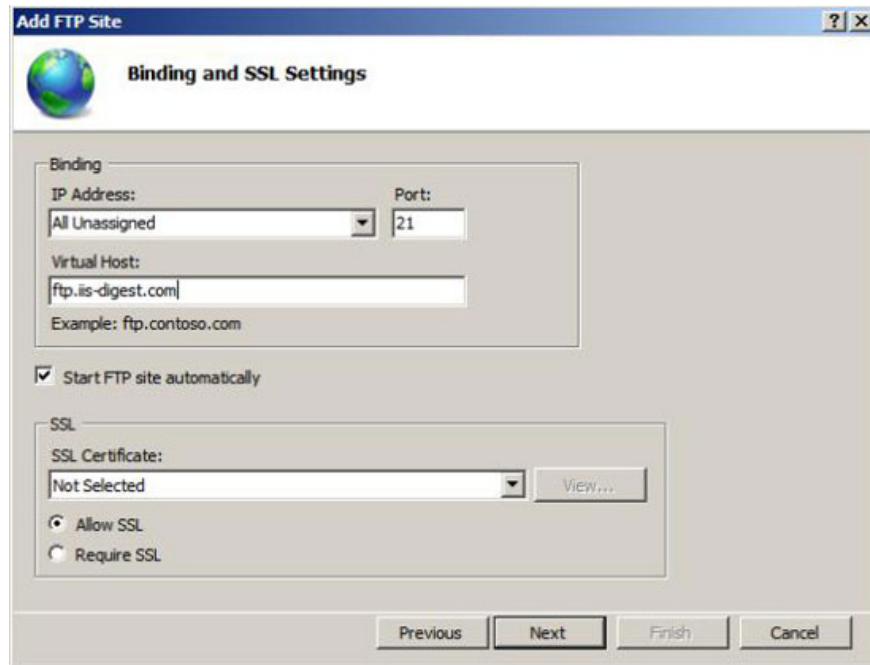 Add FTP Site
Binding and SSL Settings
Binding
IP Address: Port:
All Unassigned 21
Virtual Host:
ftp.iis-digest.com
Example: ftp.contoso.com
Start FTP site automatically
SSL
SSL Certificate:
Not Selected View...
Allow SSL
Require SSL
Previous Next Finish Cancel